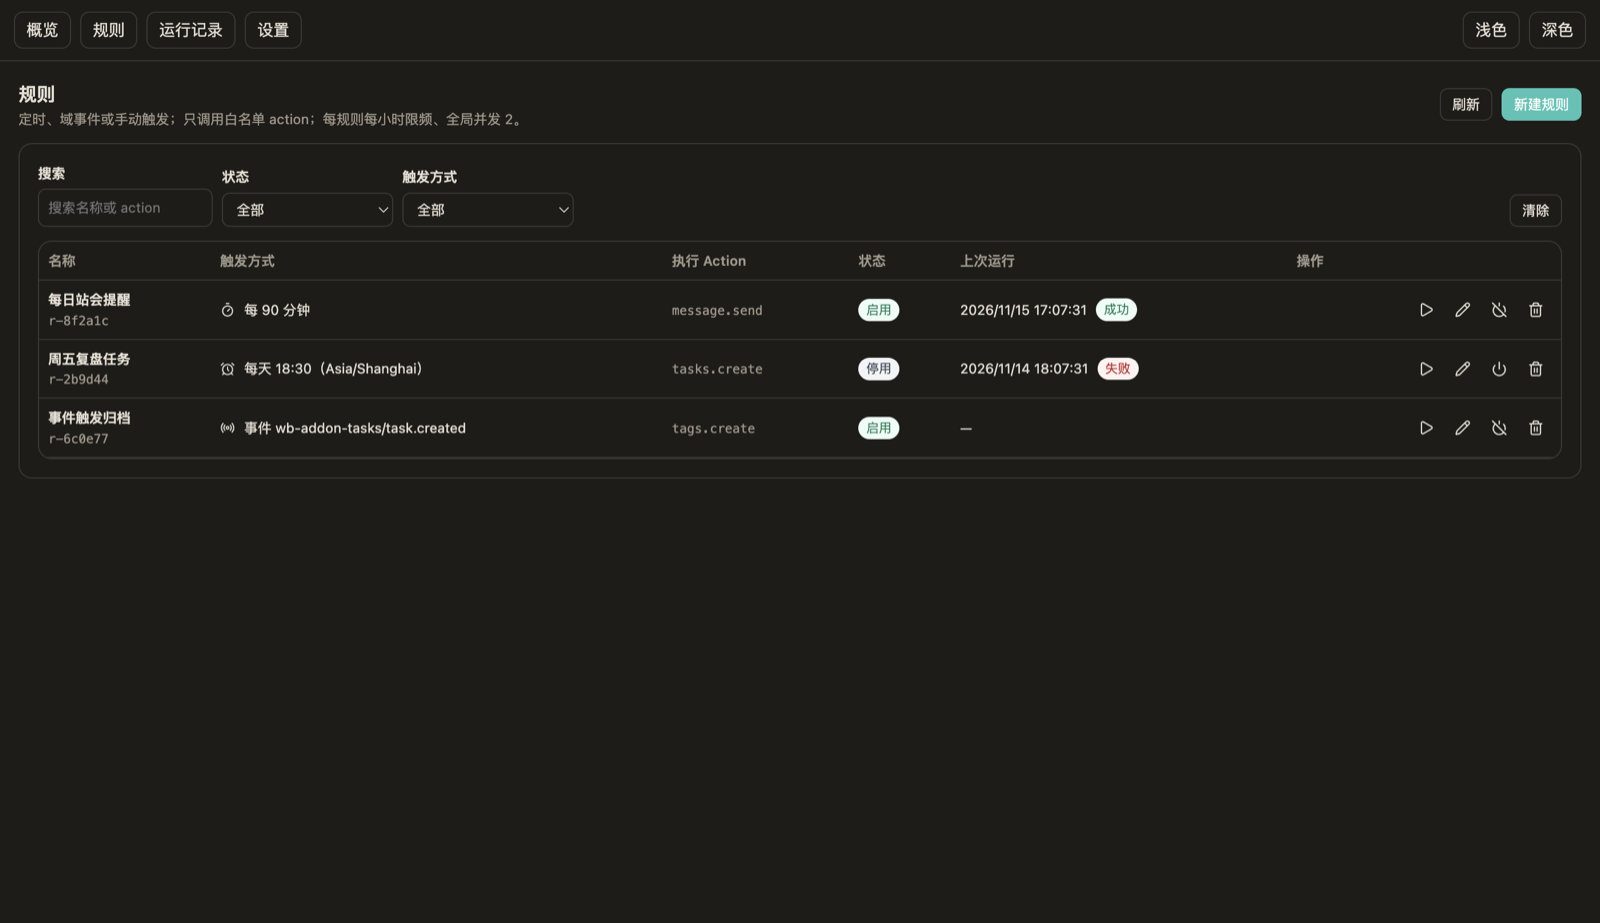 概览 规则 运行记录 设置 浅色 深色
规则
定时、域事件或手动触发；只调用白名单 action；每规则每小时限频、全局并发 2。
刷新 新建规则
搜索 状态 触发方式
搜索名称或 action 全部 全部 清除
名称 触发方式 执行 Action 状态 上次运行 操作
每日站会提醒
r-8f2a1c
每 90 分钟 message.send 启用 2026/11/15 17:07:31 成功
周五复盘任务
r-2b9d44
每天 18:30（Asia/Shanghai） tasks.create 停用 2026/11/14 18:07:31 失败
事件触发归档
r-6c0e77
事件 wb-addon-tasks/task.created tags.create 启用 —